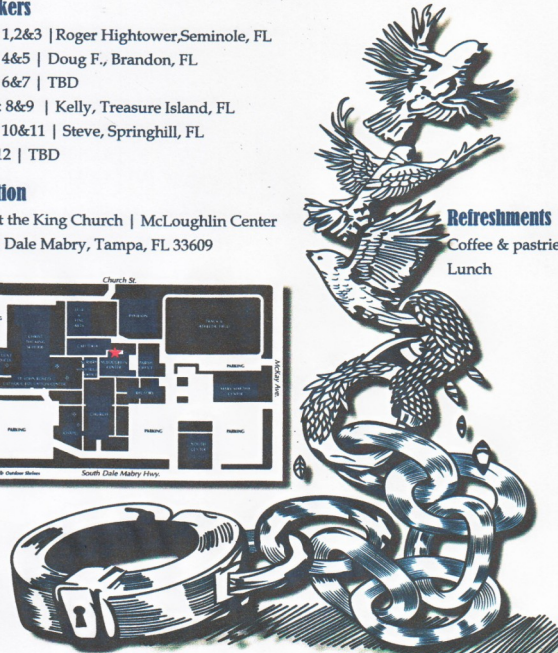 kers
1,2&3 | Roger Hightower,Seminole, FL
4&5 | Doug F., Brandon, FL
6&7 | TBD
: 8&9 | Kelly, Treasure Island, FL
10&11 | Steve, Springhill, FL
12 | TBD
tion
t the King Church | McLoughlin Center
Dale Mabry, Tampa, FL 33609
Refreshments
Coffee & pastrie
Lunch
Church St.
McKay Ave.
PARKING
PARKING
PARKING
PARKING
CHURCH
South Dale Mabry Hwy.